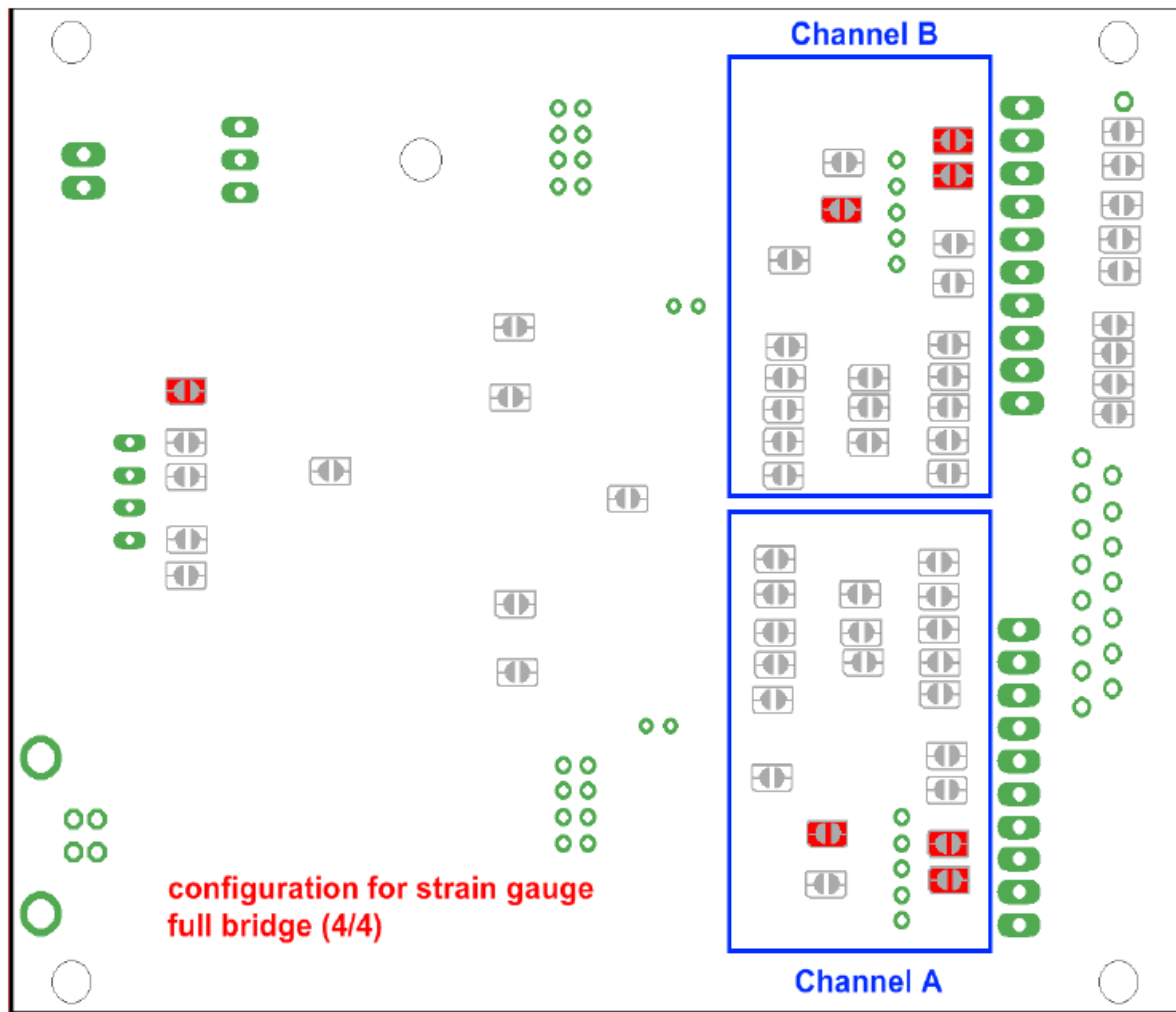 Channel B
configuration for strain gauge
full bridge (4/4)
Channel A